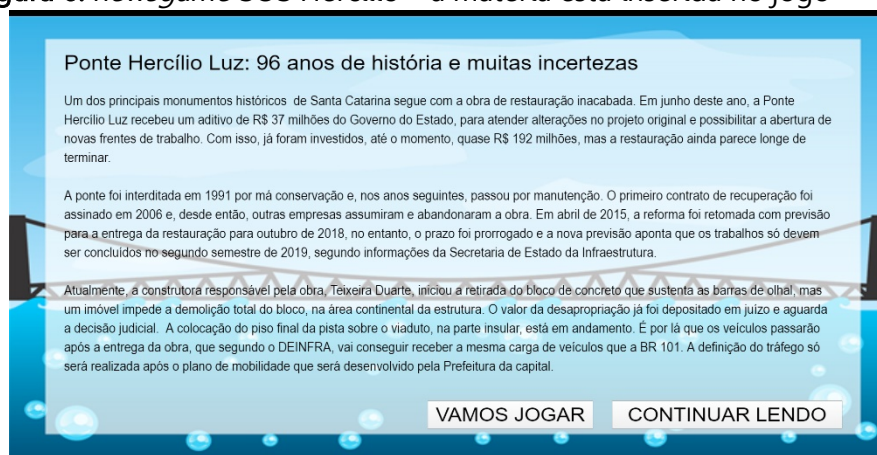 Ponte Hercílio Luz: 96 anos de história e muitas incertezas
Um dos principais monumentos históricos de Santa Catarina segue com a obra de restauração inacabada. Em junho deste ano, a Ponte
Hercílio Luz recebeu um aditivo de R$ 37 milhões do Governo do Estado, para atender alterações no projeto original e possibilitar a abertura de
novas frentes de trabalho. Com isso, já foram investidos, até o momento, quase R$ 192 milhões, mas a restauração ainda parece longe de
terminar.
A ponte foi interditada em 1991 por má conservação e, nos anos seguintes, passou por manutenção. O primeiro contrato de recuperação foi
assinado em 2006 e, desde então, outras empresas assumiram e abandonaram a obra. Em abril de 2015, a reforma foi retomada com previsão
para a entrega da restauração para outubro de 2018, no entanto, o prazo foi prorrogado e a nova previsão aponta que os trabalhos só devem
ser concluídos no segundo semestre de 2019, segundo informações da Secretaria de Estado da Infraestrutura.
Atualmente, a construtora responsável pela obra, Teixeira Duarte, iniciou a retirada do bloco de concreto que sustenta as barras de olhal, mas
um imóvel impede a demolição total do bloco, na área continental da estrutura. O valor da desapropriação já foi depositado em juízo e aguarda
a decisão judicial. A colocação do piso final da pista sobre o viaduto, na parte insular, está em andamento. É por lá que os veículos passarão
após a entrega da obra, que segundo o DEINFRA, vai conseguir receber a mesma carga de veículos que a BR 101. A definição do tráfego só
será realizada após o plano de mobilidade que será desenvolvido pela Prefeitura da capital.
VAMOS JOGAR CONTINUAR LENDO